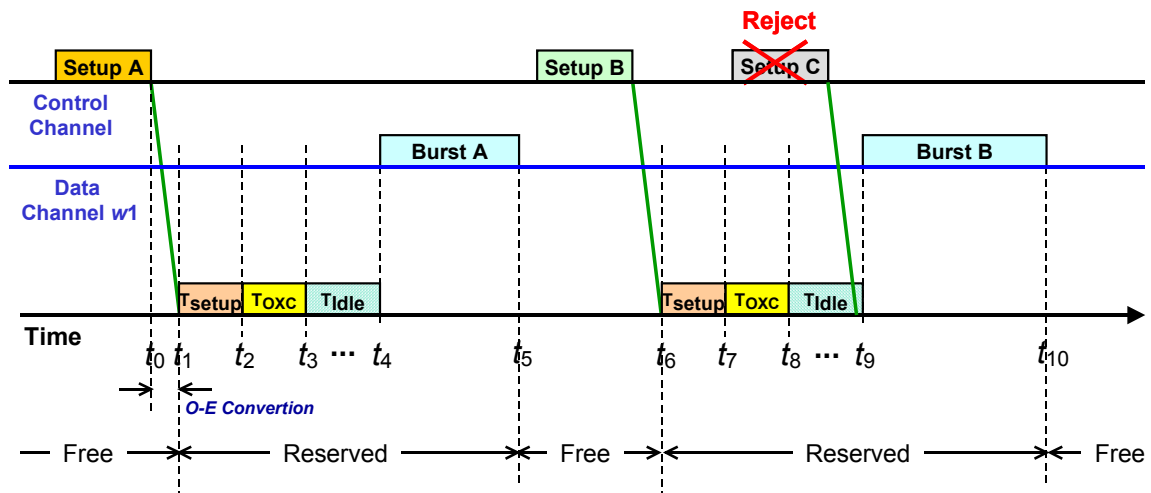 Reject
Setup A
Setup B
Setup C
Control
Channel
Burst A
Burst B
Data
Channel w1
Tsetup
Toxc
TIdle
Tsetup
Toxc
TIdle
Time
t0 t1 t2 t3 ... t4 t5 t6 t7 t8 ... t9 t10
O-E Convertion
Free Reserved Free Reserved Free